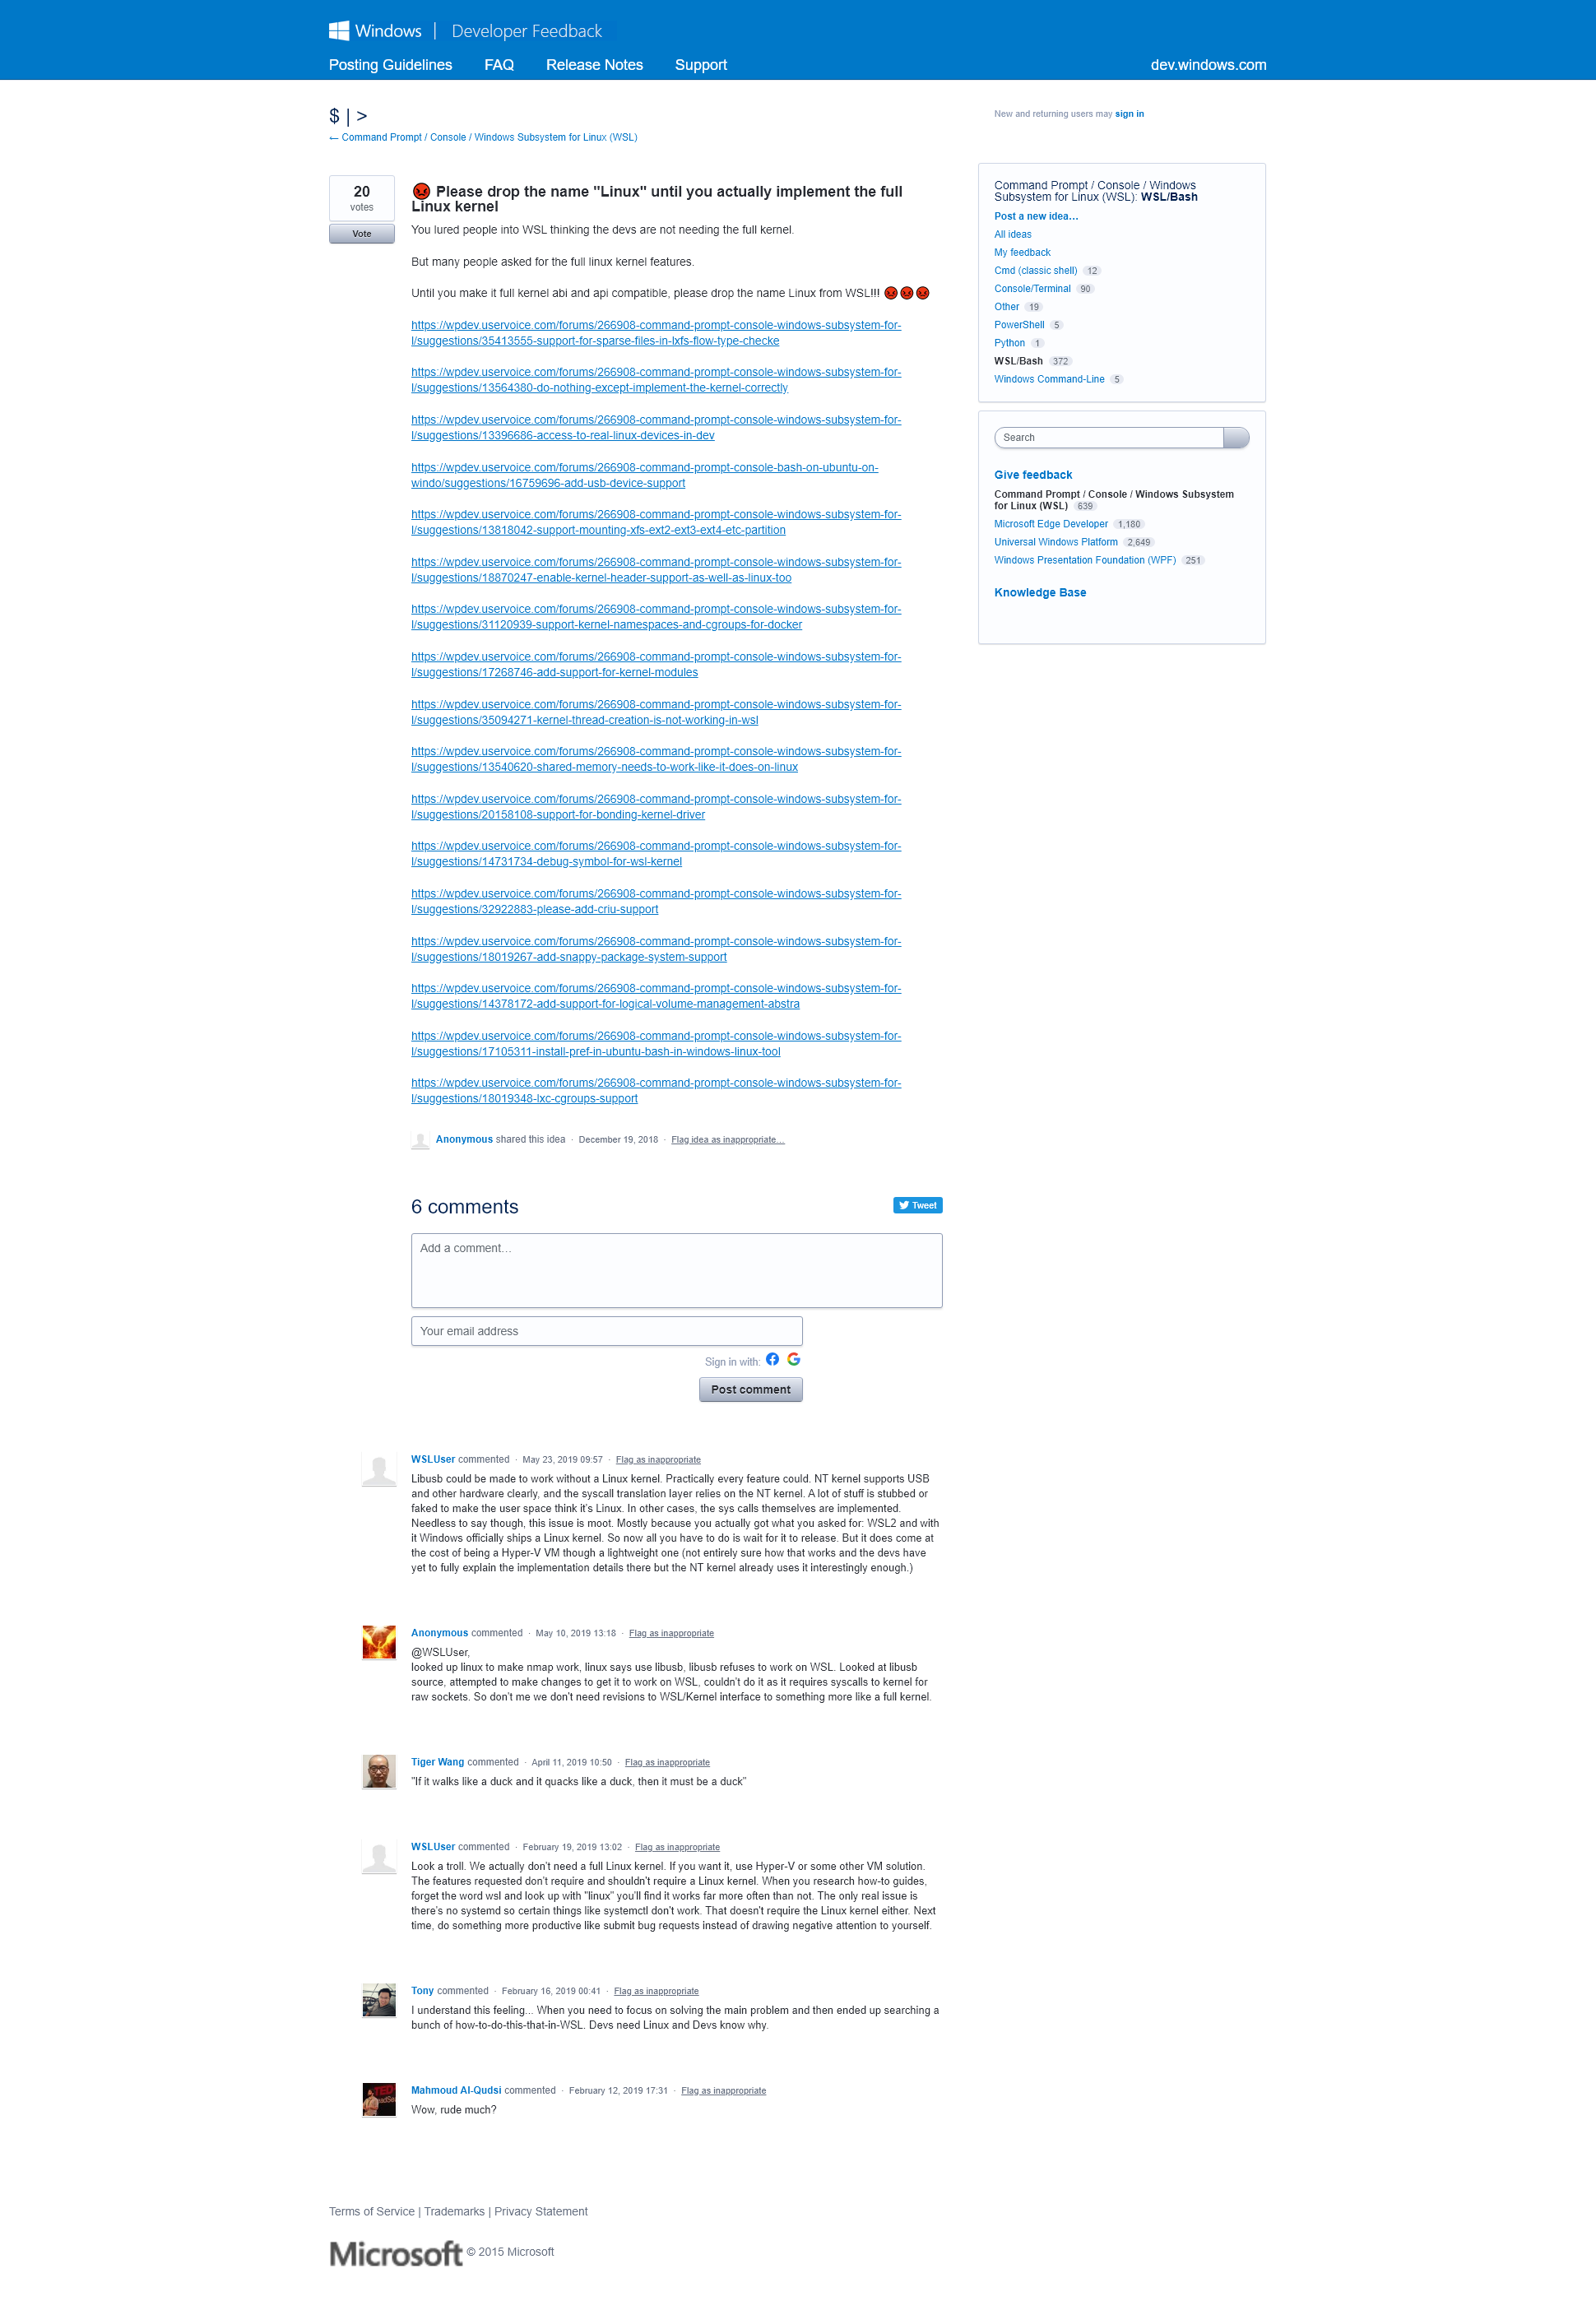 Windows | Developer Feedback
Posting Guidelines FAQ Release Notes Support dev.windows.com
$ | >
← Command Prompt / Console / Windows Subsystem for Linux (WSL)
New and returning users may sign in
20
votes
Vote
😡 Please drop the name "Linux" until you actually implement the full
Linux kernel
You lured people into WSL thinking the devs are not needing the full kernel.
But many people asked for the full linux kernel features.
Until you make it full kernel abi and api compatible, please drop the name Linux from WSL!!! 😡😡😡
https://wpdev.uservoice.com/forums/266908-command-prompt-console-windows-subsystem-for-
l/suggestions/35413555-support-for-sparse-files-in-lxfs-flow-type-checke
https://wpdev.uservoice.com/forums/266908-command-prompt-console-windows-subsystem-for-
l/suggestions/13564380-do-nothing-except-implement-the-kernel-correctly
https://wpdev.uservoice.com/forums/266908-command-prompt-console-windows-subsystem-for-
l/suggestions/13396686-access-to-real-linux-devices-in-dev
https://wpdev.uservoice.com/forums/266908-command-prompt-console-bash-on-ubuntu-on-
windo/suggestions/16759696-add-usb-device-support
https://wpdev.uservoice.com/forums/266908-command-prompt-console-windows-subsystem-for-
l/suggestions/13818042-support-mounting-xfs-ext2-ext3-ext4-etc-partition
https://wpdev.uservoice.com/forums/266908-command-prompt-console-windows-subsystem-for-
l/suggestions/18870247-enable-kernel-header-support-as-well-as-linux-too
https://wpdev.uservoice.com/forums/266908-command-prompt-console-windows-subsystem-for-
l/suggestions/31120939-support-kernel-namespaces-and-cgroups-for-docker
https://wpdev.uservoice.com/forums/266908-command-prompt-console-windows-subsystem-for-
l/suggestions/17268746-add-support-for-kernel-modules
https://wpdev.uservoice.com/forums/266908-command-prompt-console-windows-subsystem-for-
l/suggestions/35094271-kernel-thread-creation-is-not-working-in-wsl
https://wpdev.uservoice.com/forums/266908-command-prompt-console-windows-subsystem-for-
l/suggestions/13540620-shared-memory-needs-to-work-like-it-does-on-linux
https://wpdev.uservoice.com/forums/266908-command-prompt-console-windows-subsystem-for-
l/suggestions/20158108-support-for-bonding-kernel-driver
https://wpdev.uservoice.com/forums/266908-command-prompt-console-windows-subsystem-for-
l/suggestions/14731734-debug-symbol-for-wsl-kernel
https://wpdev.uservoice.com/forums/266908-command-prompt-console-windows-subsystem-for-
l/suggestions/32922883-please-add-criu-support
https://wpdev.uservoice.com/forums/266908-command-prompt-console-windows-subsystem-for-
l/suggestions/18019267-add-snappy-package-system-support
https://wpdev.uservoice.com/forums/266908-command-prompt-console-windows-subsystem-for-
l/suggestions/14378172-add-support-for-logical-volume-management-abstra
https://wpdev.uservoice.com/forums/266908-command-prompt-console-windows-subsystem-for-
l/suggestions/17105311-install-pref-in-ubuntu-bash-in-windows-linux-tool
https://wpdev.uservoice.com/forums/266908-command-prompt-console-windows-subsystem-for-
l/suggestions/18019348-lxc-cgroups-support
Anonymous shared this idea · December 19, 2018 · Flag idea as inappropriate…
Command Prompt / Console / Windows
Subsystem for Linux (WSL): WSL/Bash
Post a new idea…
All ideas
My feedback
Cmd (classic shell) 12
Console/Terminal 90
Other 19
PowerShell 5
Python 1
WSL/Bash 372
Windows Command-Line 5
Search
Give feedback
Command Prompt / Console / Windows Subsystem
for Linux (WSL) 639
Microsoft Edge Developer 1,180
Universal Windows Platform 2,649
Windows Presentation Foundation (WPF) 251
Knowledge Base
6 comments
Tweet
Add a comment…
Your email address
Sign in with:
Post comment
WSLUser commented · May 23, 2019 09:57 · Flag as inappropriate
Libusb could be made to work without a Linux kernel. Practically every feature could. NT kernel supports USB
and other hardware clearly, and the syscall translation layer relies on the NT kernel. A lot of stuff is stubbed or
faked to make the user space think it's Linux. In other cases, the sys calls themselves are implemented.
Needless to say though, this issue is moot. Mostly because you actually got what you asked for: WSL2 and with
it Windows officially ships a Linux kernel. So now all you have to do is wait for it to release. But it does come at
the cost of being a Hyper-V VM though a lightweight one (not entirely sure how that works and the devs have
yet to fully explain the implementation details there but the NT kernel already uses it interestingly enough.)
Anonymous commented · May 10, 2019 13:18 · Flag as inappropriate
@WSLUser,
looked up linux to make nmap work, linux says use libusb, libusb refuses to work on WSL. Looked at libusb
source, attempted to make changes to get it to work on WSL, couldn't do it as it requires syscalls to kernel for
raw sockets. So don't me we don't need revisions to WSL/Kernel interface to something more like a full kernel.
Tiger Wang commented · April 11, 2019 10:50 · Flag as inappropriate
"If it walks like a duck and it quacks like a duck, then it must be a duck"
WSLUser commented · February 19, 2019 13:02 · Flag as inappropriate
Look a troll. We actually don't need a full Linux kernel. If you want it, use Hyper-V or some other VM solution.
The features requested don't require and shouldn't require a Linux kernel. When you research how-to guides,
forget the word wsl and look up with "linux" you'll find it works far more often than not. The only real issue is
there's no systemd so certain things like systemctl don't work. That doesn't require the Linux kernel either. Next
time, do something more productive like submit bug requests instead of drawing negative attention to yourself.
Tony commented · February 16, 2019 00:41 · Flag as inappropriate
I understand this feeling... When you need to focus on solving the main problem and then ended up searching a
bunch of how-to-do-this-that-in-WSL. Devs need Linux and Devs know why.
Mahmoud Al-Qudsi commented · February 12, 2019 17:31 · Flag as inappropriate
Wow, rude much?
Terms of Service | Trademarks | Privacy Statement
Microsoft © 2015 Microsoft